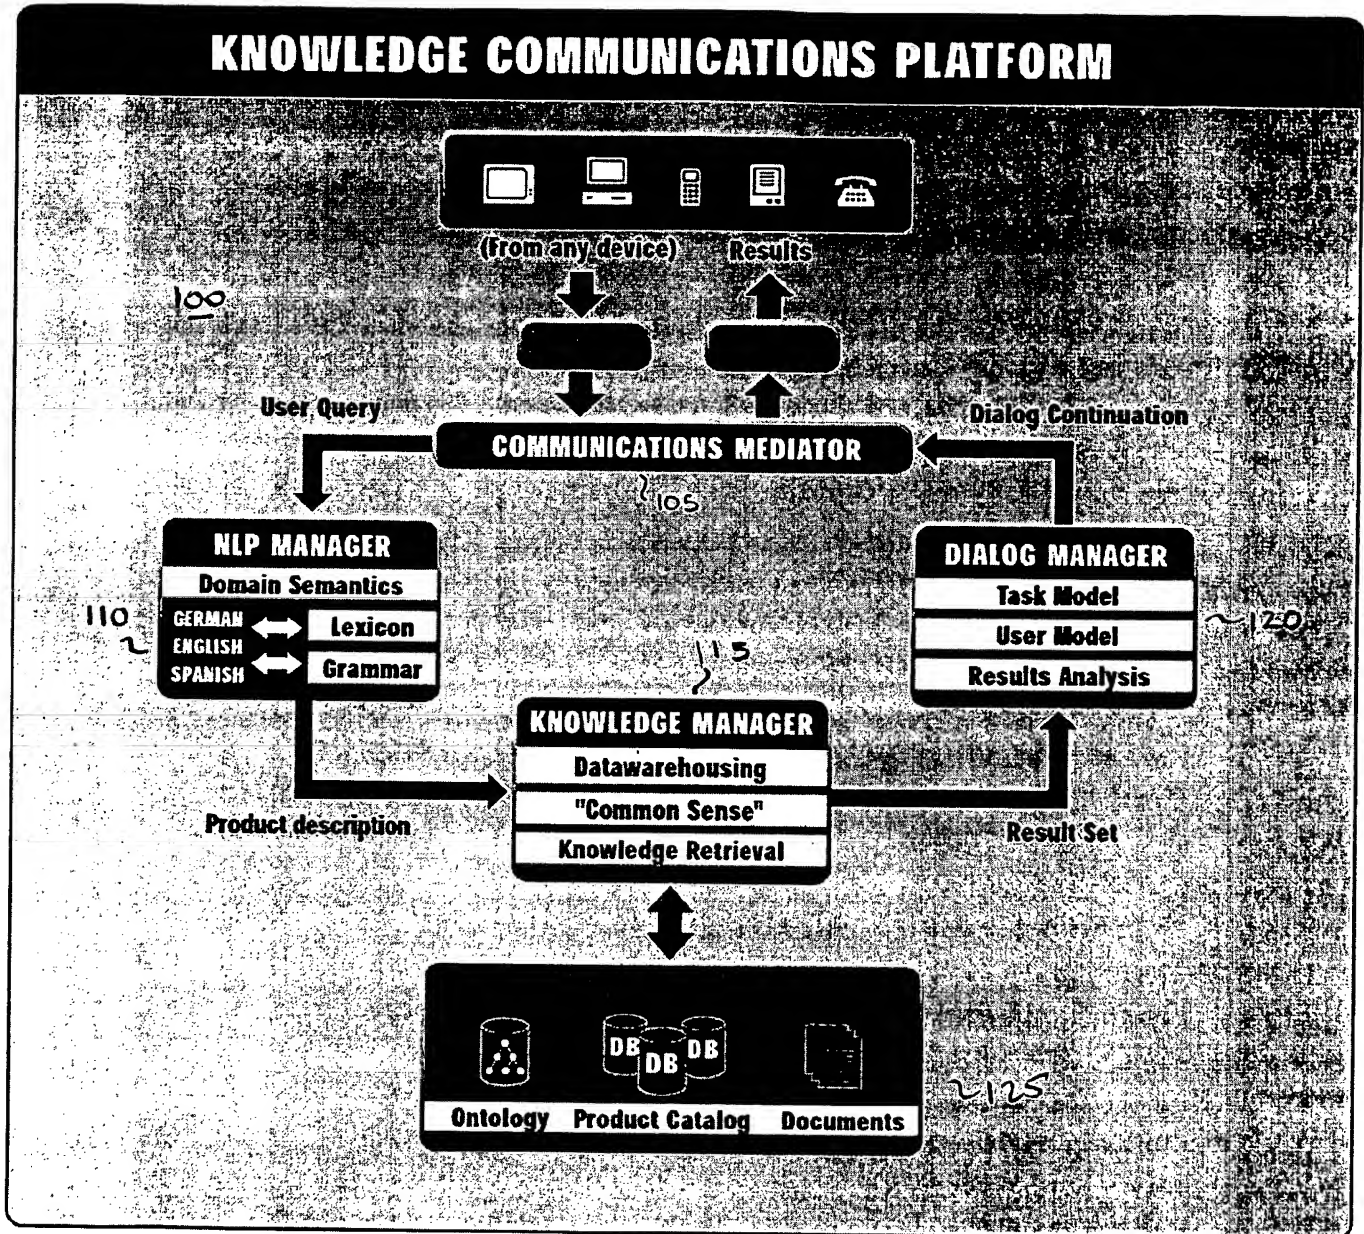 KNOWLEDGE COMMUNICATIONS PLATFORM
(From any device)
Results
100
User Query
Dialog Continuation
COMMUNICATIONS MEDIATOR
105
NLP MANAGER
Domain Semantics
GERMAN
ENGLISH
SPANISH
Lexicon
Grammar
110
DIALOG MANAGER
Task Model
User Model
Results Analysis
120
115
KNOWLEDGE MANAGER
Datawarehousing
"Common Sense"
Knowledge Retrieval
Product description
Result Set
DB
DB
DB
Ontology
Product Catalog
Documents
125